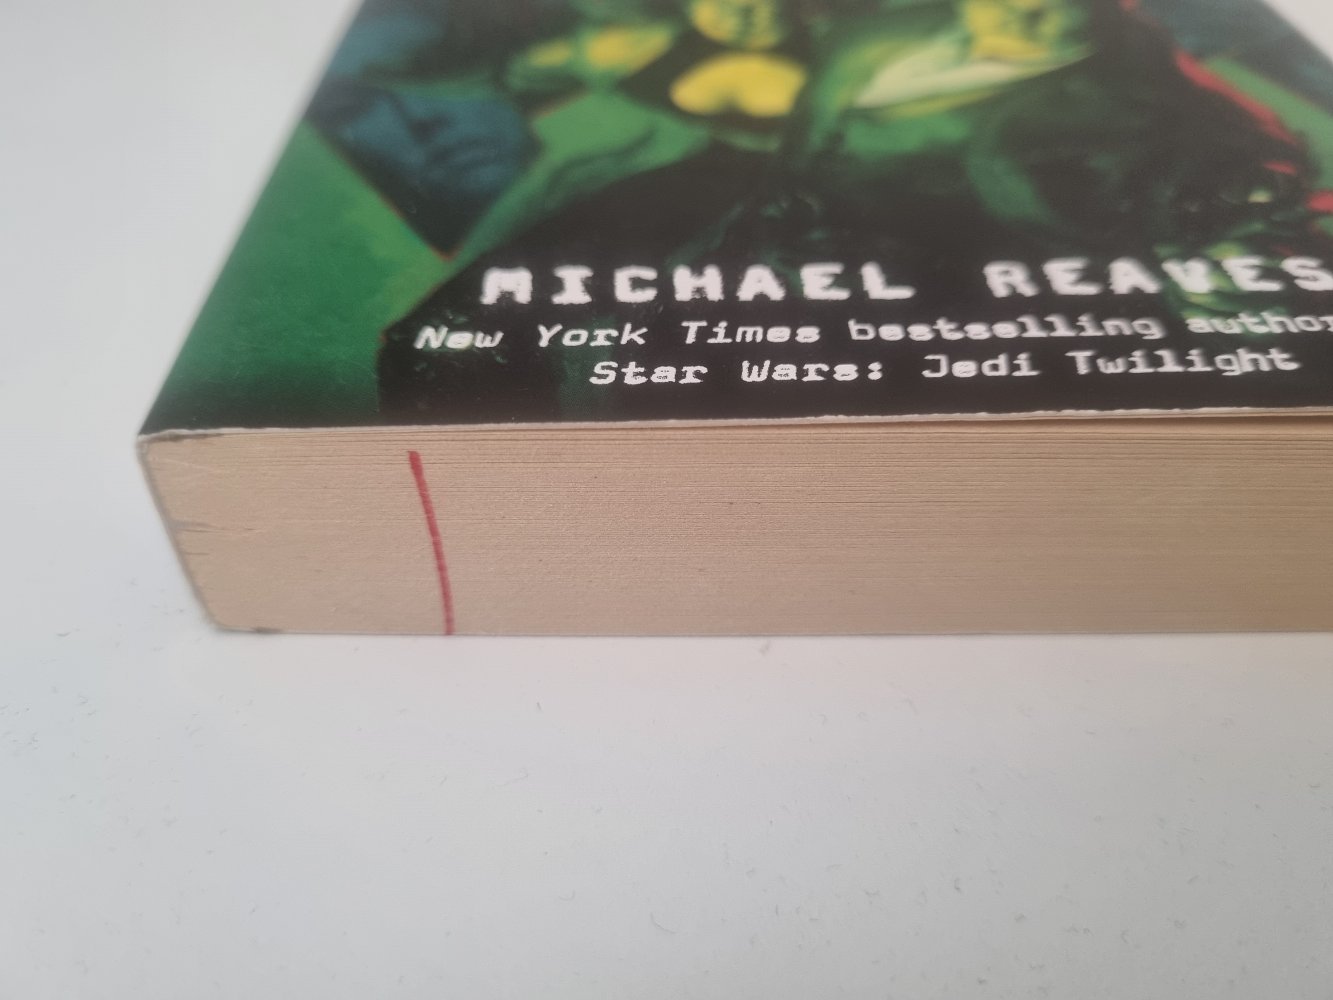 MICHAEL REAVES
New York Times bestselling author
Star Wars: Jedi Twilight